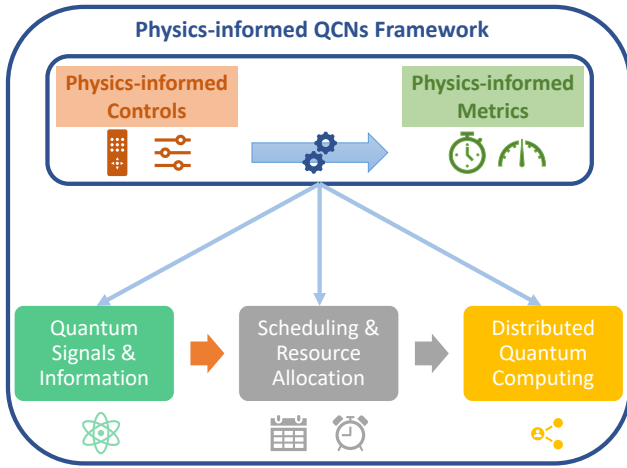 Physics-informed QCNs Framework
Physics-informed
Controls
Physics-informed
Metrics
Quantum
Signals &
Information
Scheduling &
Resource
Allocation
Distributed
Quantum
Computing